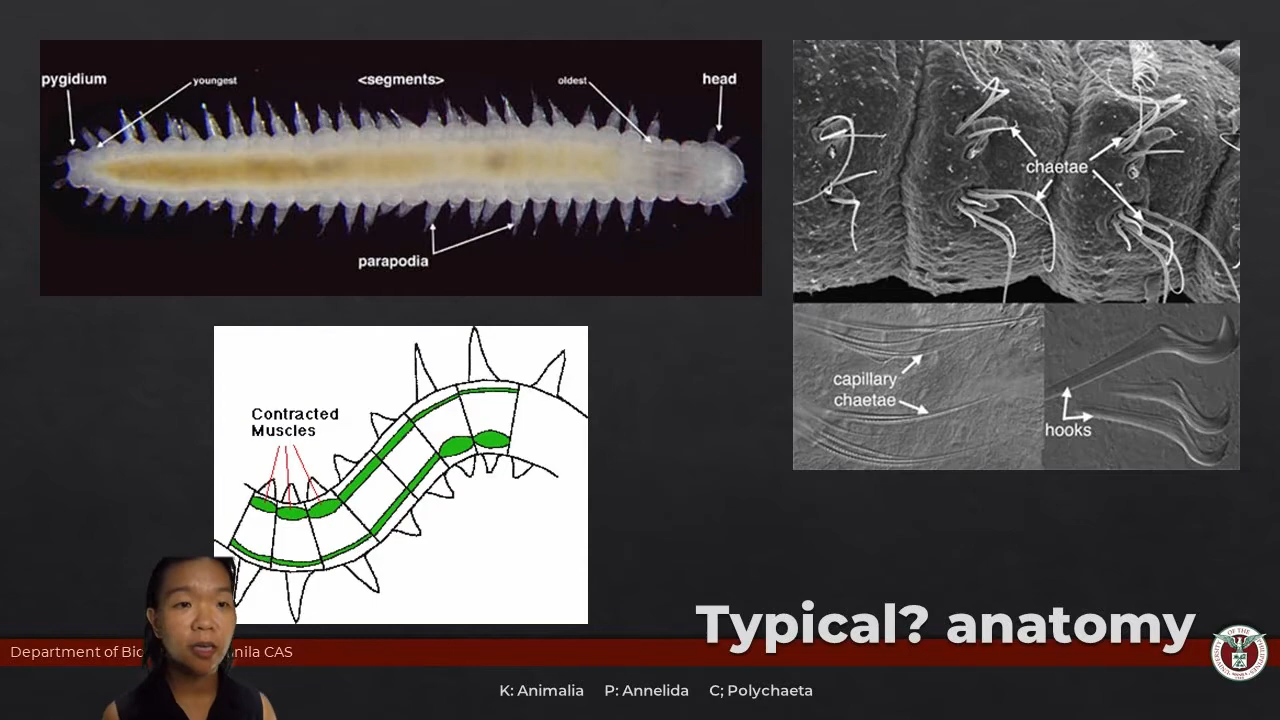 pygidium
youngest
<segments>
oldest
head
parapodia
chaetae
capillary
chaetae
hooks
Contracted
Muscles
Typical? anatomy
Department of Bio
nila CAS
K: Animalia P: Annelida C; Polychaeta